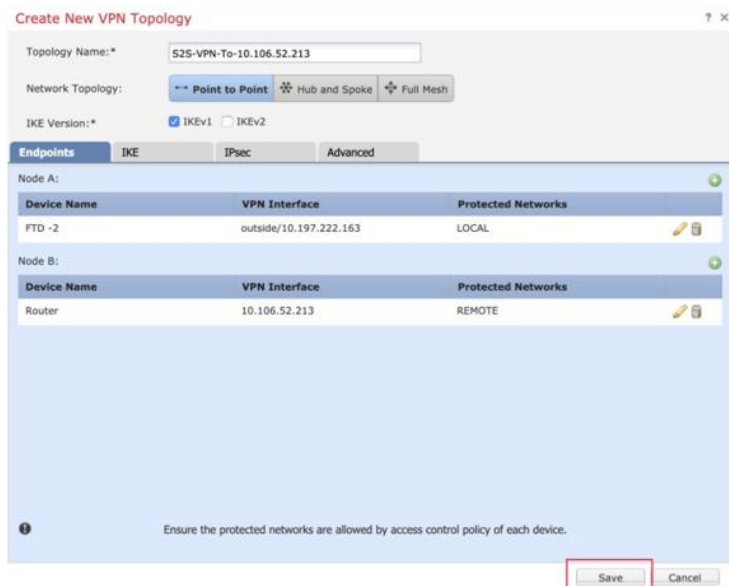 Create New VPN Topology ? ×
Topology Name:* S2S-VPN-To-10.106.52.213
Network Topology: Point to Point Hub and Spoke Full Mesh
IKE Version:* IKEv1 IKEv2
Endpoints IKE IPsec Advanced
Node A:
Device Name VPN Interface Protected Networks
FTD -2 outside/10.197.222.163 LOCAL
Node B:
Device Name VPN Interface Protected Networks
Router 10.106.52.213 REMOTE
Ensure the protected networks are allowed by access control policy of each device.
Save Cancel